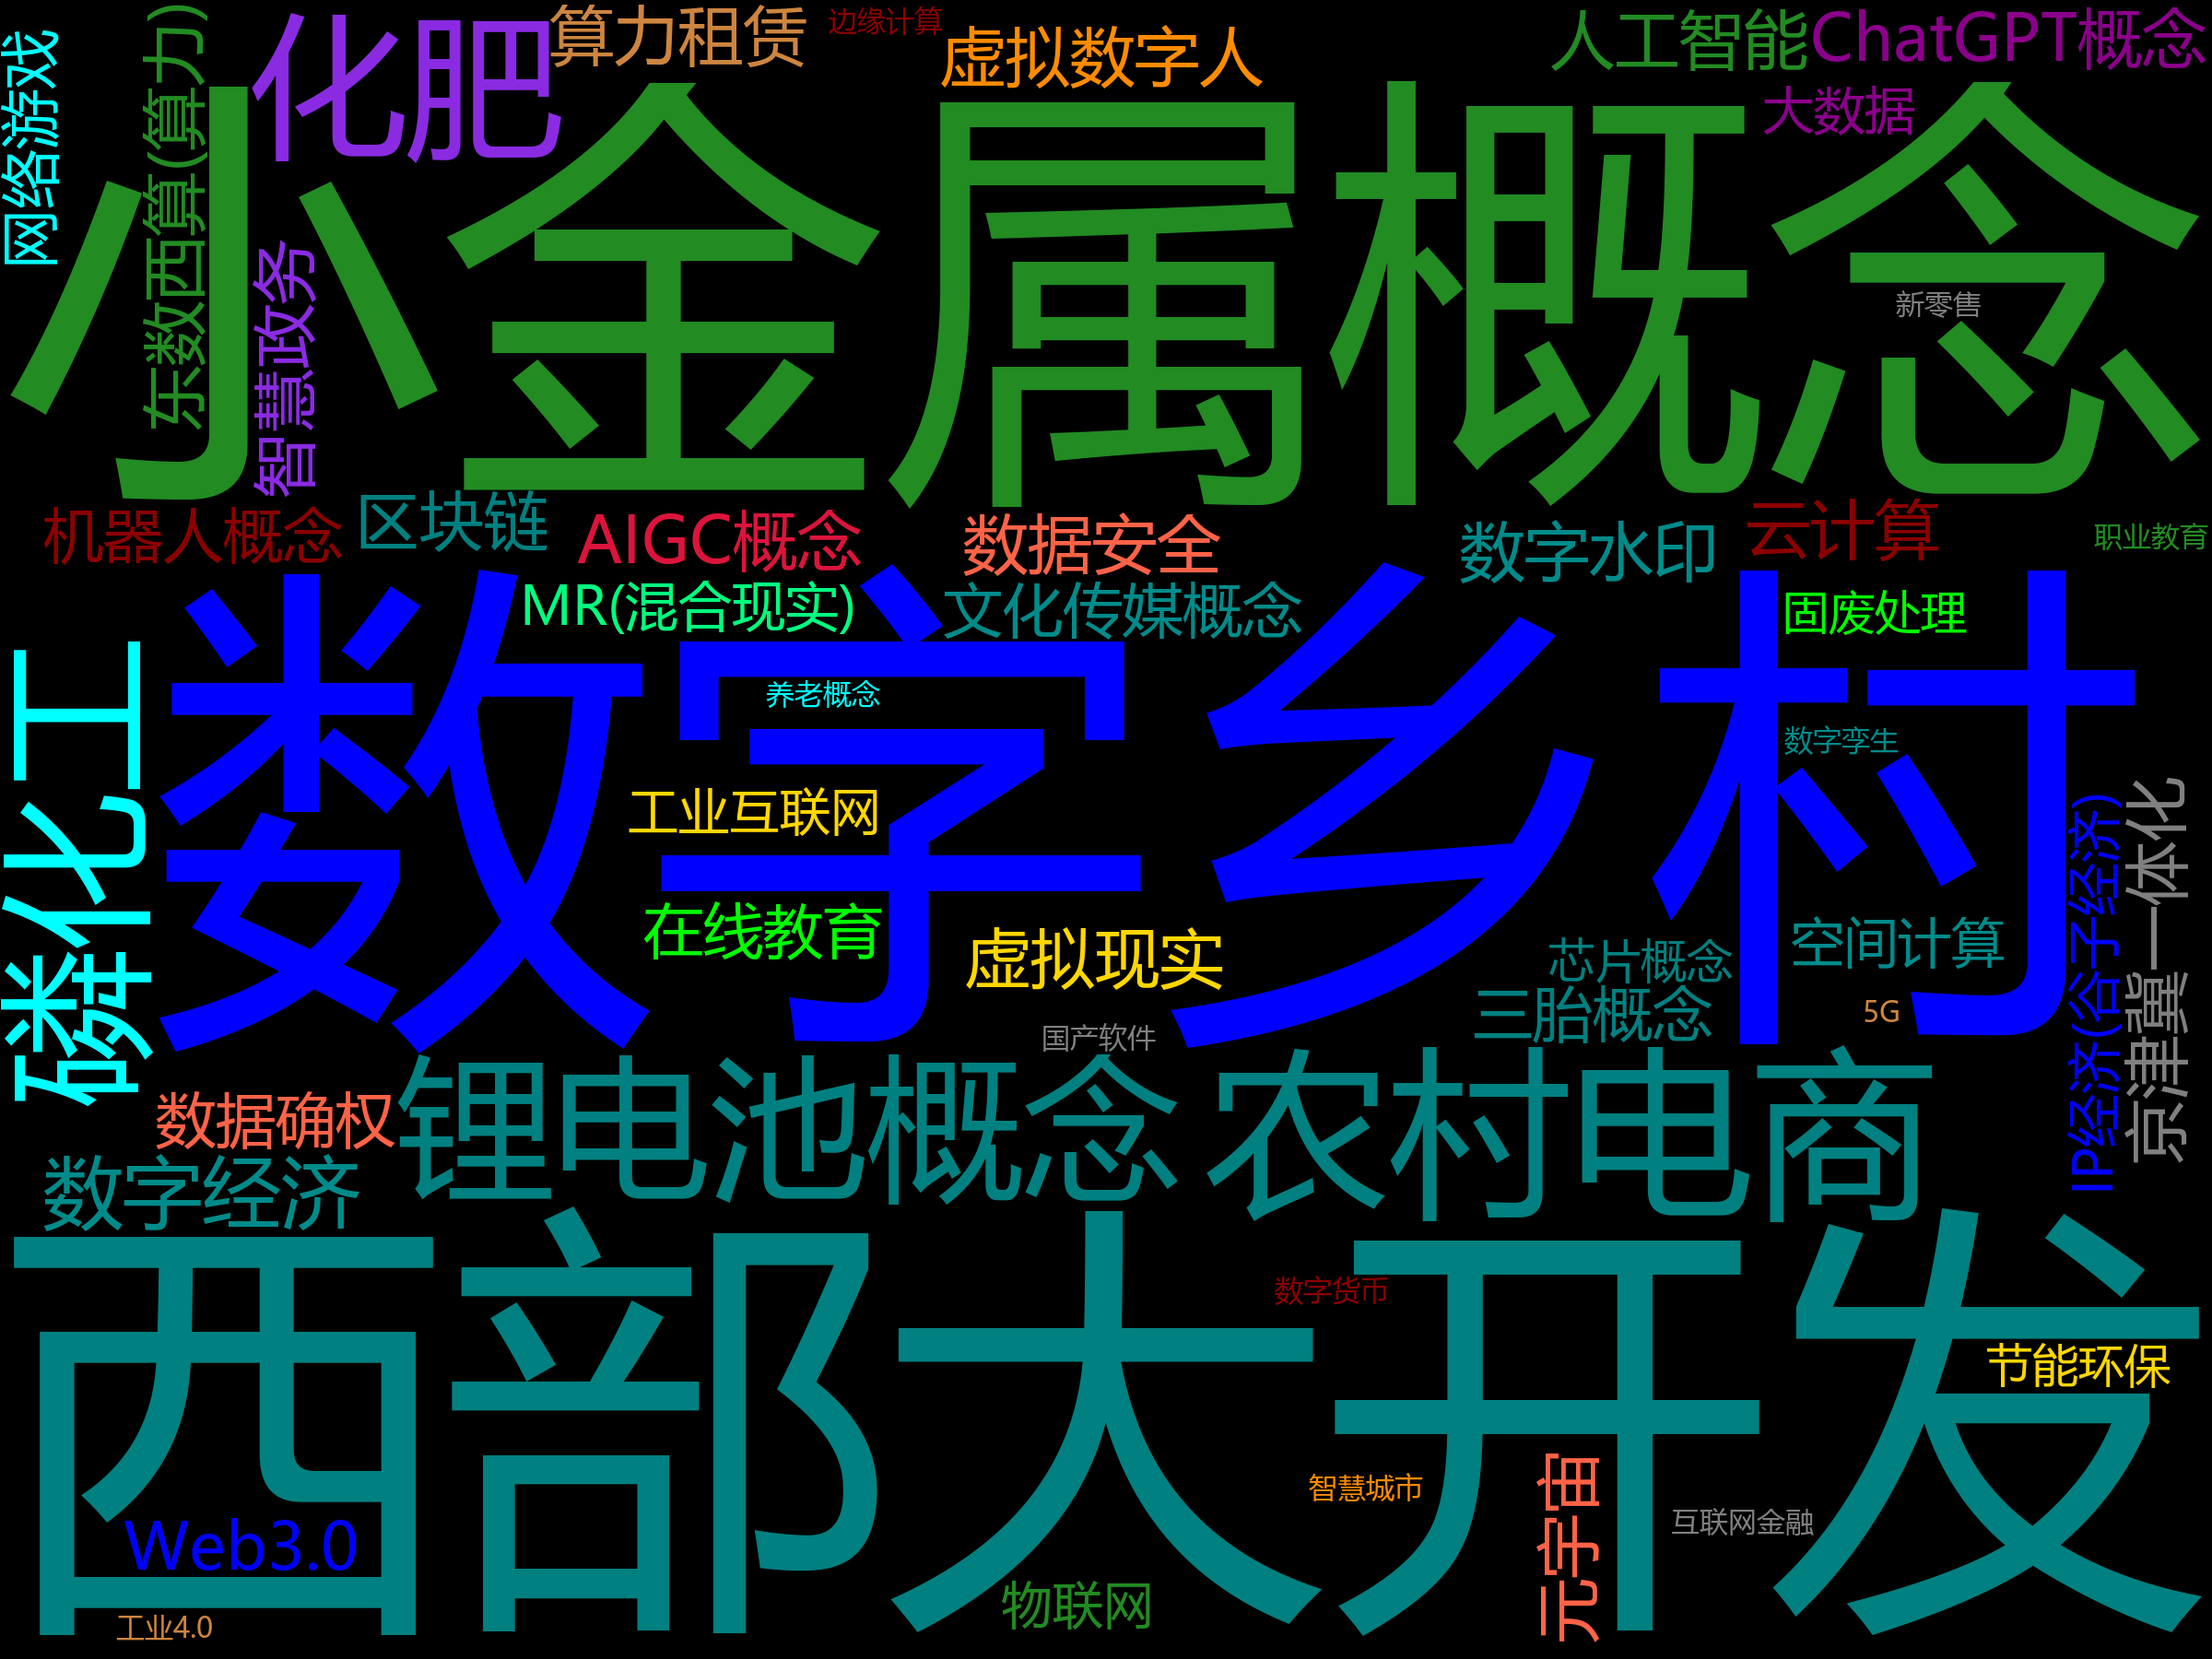 算力租赁
边缘计算
虚拟数字人
人工智能
ChatGPT概念
化肥
大数据
网络游戏
东数西算(算力)
小金属概念
智慧政务
新零售
机器人概念
区块链
AIGC概念
数据安全
数字水印
云计算
职业教育
MR(混合现实)
文化传媒概念
固废处理
磷化工
数字乡村
养老概念
数字孪生
工业互联网
在线教育
虚拟现实
芯片概念
空间计算
三胎概念
5G
国产软件
IP经济(谷子经济)
京津冀一体化
数据确权
锂电池概念
农村电商
数字经济
西部大开发
数字货币
节能环保
智慧城市
元宇宙
互联网金融
Web3.0
物联网
工业4.0